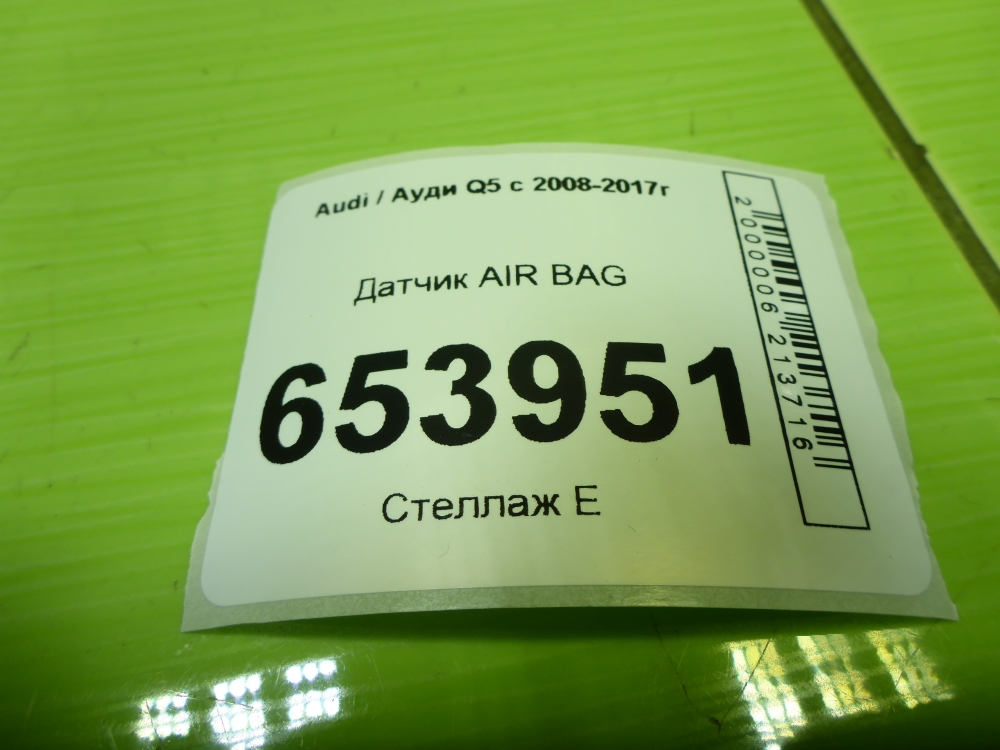 Audi / Ауди Q5 с 2008-2017г
Датчик AIR BAG
653951
Стеллаж Е
2000006213716